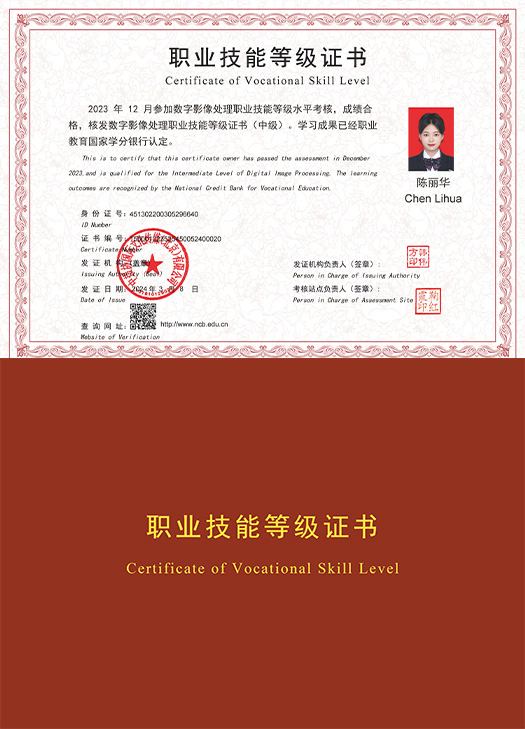 职业技能等级证书
Certificate of Vocational Skill Level
2023 年 12 月参加数字影像处理职业技能等级水平考核，成绩合
格，核发数字影像处理职业技能等级证书（中级）。学习成果已经职业
教育国家学分银行认定。
This is to certify that this certificate owner has passed the assessment in December
2023,and is qualified for the Intermediate Level of Digital Image Processing. The learning
outcomes are recognized by the National Credit Bank for Vocational Education.
陈丽华
Chen Lihua
身 份 证 号: 451302200305296640
ID Number
证 书 编 号:
Certificate Number
发 证 机 构（盖章）
Issuing Authority (Seal)
发 证 日 期: 2024年 3 月 8 日
Date of Issue
发证机构负责人（签章）:
Person in Charge of Issuing Authority
考核站点负责人（签章）:
Person in Charge of Assessment Site
查 询 网 址: http://www.ncb.edu.cn
Website of Verification
职业技能等级证书
Certificate of Vocational Skill Level